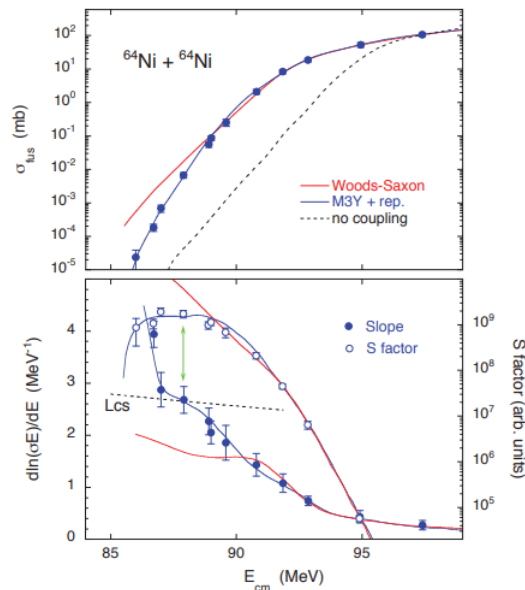 ⁶⁴Ni + ⁶⁴Ni
σfus (mb)
10²
10¹
10⁰
10⁻¹
10⁻²
10⁻³
10⁻⁴
10⁻⁵
Woods-Saxon
M3Y + rep.
no coupling
dln(σE)/dE (MeV⁻¹)
4
3
2
1
0
Lcs
Slope
S factor
10⁹
10⁸
10⁷
10⁶
10⁵
S factor (arb. units)
85 90 95
Ecm (MeV)